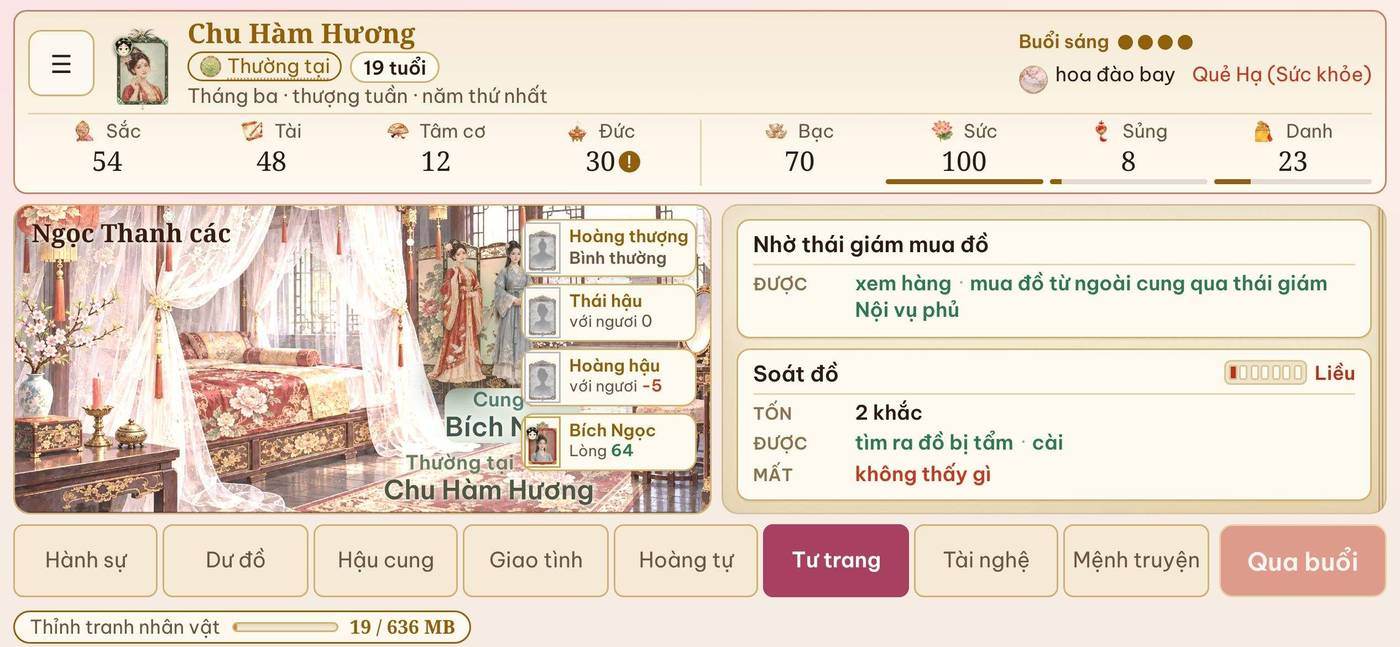 ☰
Chu Hàm Hương
Thường tại 19 tuổi
Tháng ba · thượng tuần · năm thứ nhất
Buổi sáng
hoa đào bay Quẻ Hạ (Sức khỏe)
Sắc Tài Tâm cơ Đức Bạc Sức Sủng Danh
54 48 12 30 ! 70 100 8 23
Ngọc Thanh các
Hoàng thượng
Bình thường
Thái hậu
với ngươi 0
Hoàng hậu
với ngươi -5
Bích Ngọc
Lòng 64
Cung
Bích
Thường tại
Chu Hàm Hương
Nhờ thái giám mua đồ
ĐƯỢC xem hàng · mua đồ từ ngoài cung qua thái giám
Nội vụ phủ
Soát đồ Liều
TỐN 2 khắc
ĐƯỢC tìm ra đồ bị tẩm · cài
MẤT không thấy gì
Hành sự Dư đồ Hậu cung Giao tình Hoàng tự Tư trang Tài nghệ Mệnh truyện Qua buổi
Thỉnh tranh nhân vật 19 / 636 MB